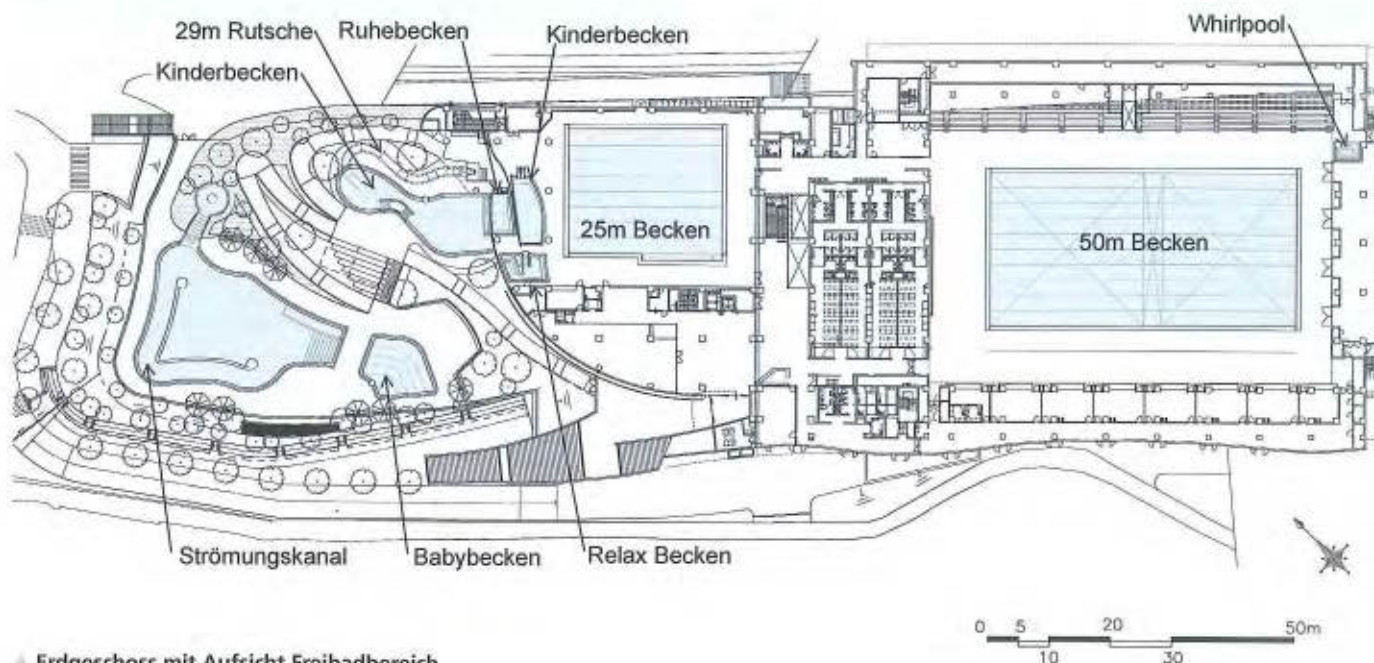 Whirlpool
29m Rutsche
Ruhebecken
Kinderbecken
Kinderbecken
25m Becken
50m Becken
Strömungskanal
Babybecken
Relax Becken
0 5 20 50m
10 30
Erdgeschoss mit Aufsicht Freibadbereich